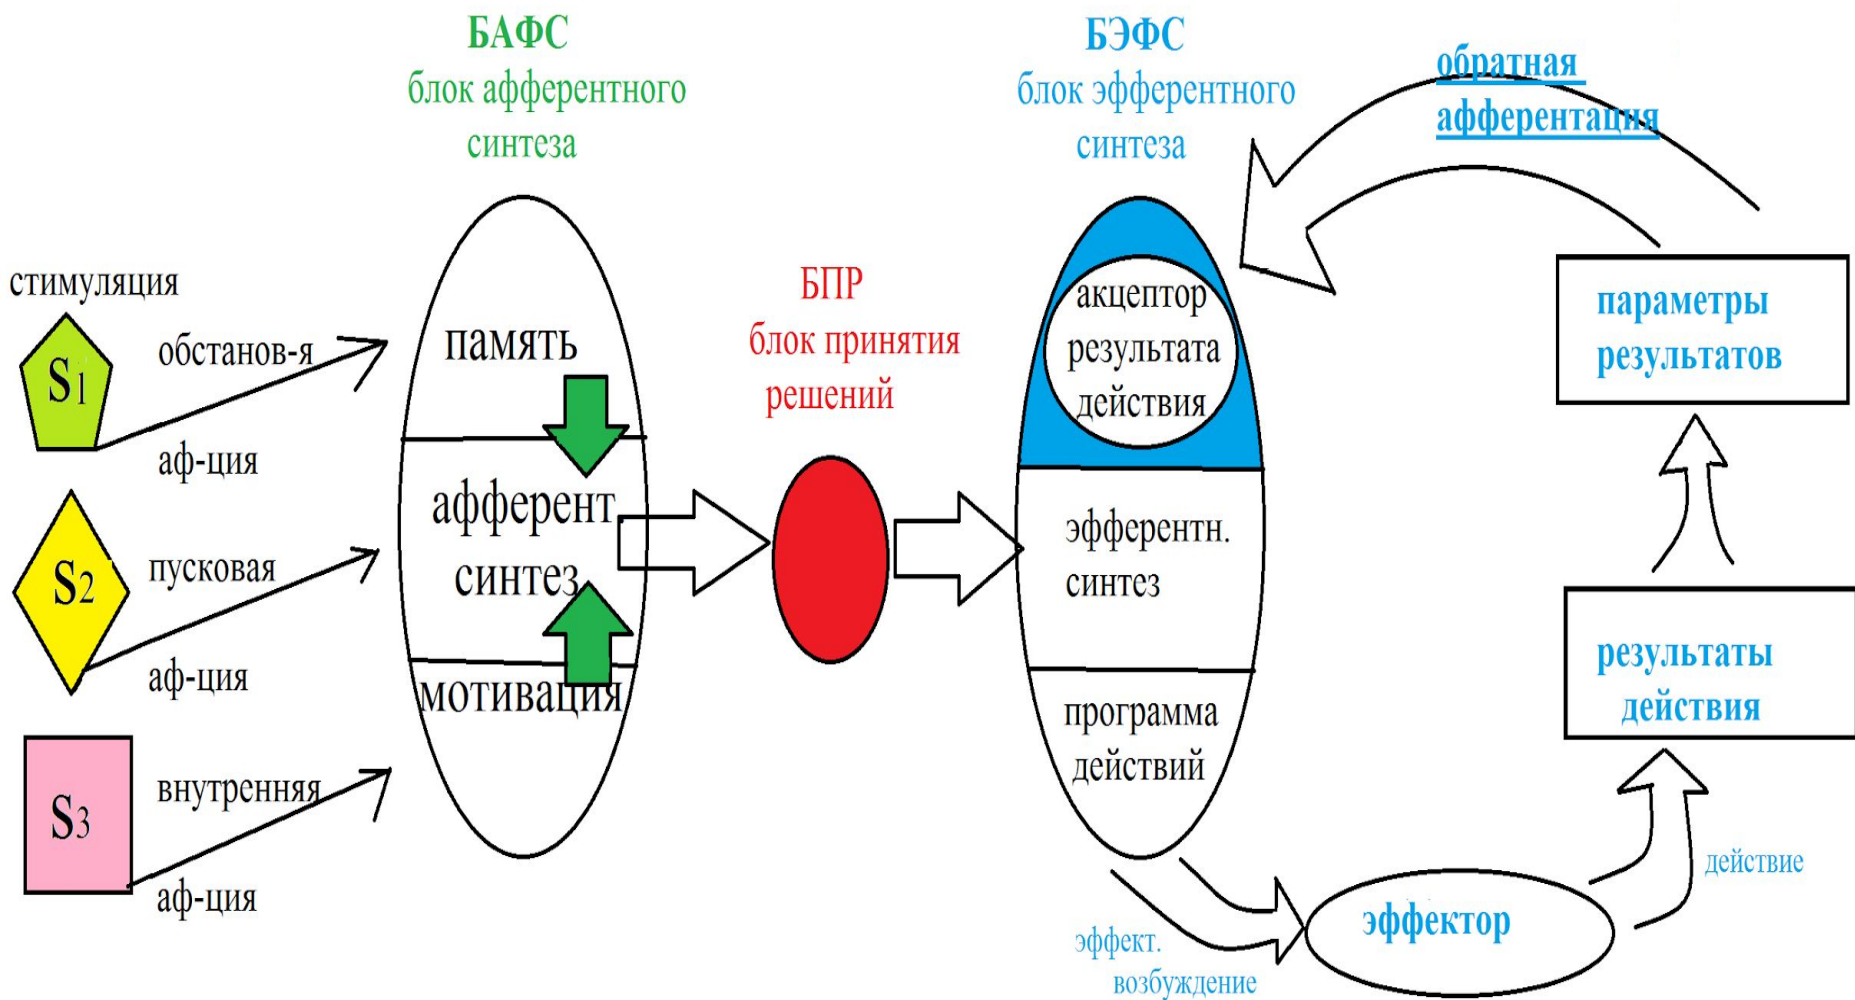 БАФС
блок афферентного
синтеза
БЭФС
блок эфферентного
синтеза
обратная
афферентация
стимуляция
S1
обстанов-я
аф-ция
S2
пусковая
аф-ция
S3
внутренняя
аф-ция
память
афферент
синтез
мотивация
БПР
блок принятия
решений
акцептор
результата
действия
эфферентн.
синтез
программа
действий
параметры
результатов
результаты
действия
действие
эффектор
эффект.
возбуждение